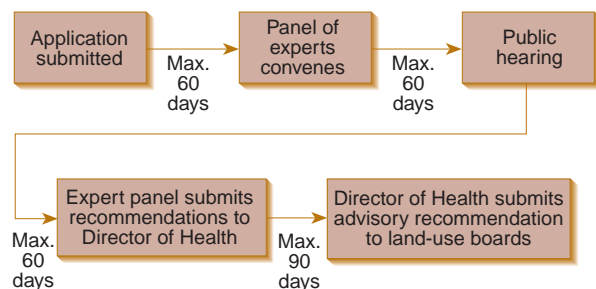 Application
submitted
Max.
60
days
Panel of
experts
convenes
Max.
60
days
Public
hearing
Max.
60
days
Expert panel submits
recommendations to
Director of Health
Max.
90
days
Director of Health submits
advisory recommendation
to land-use boards